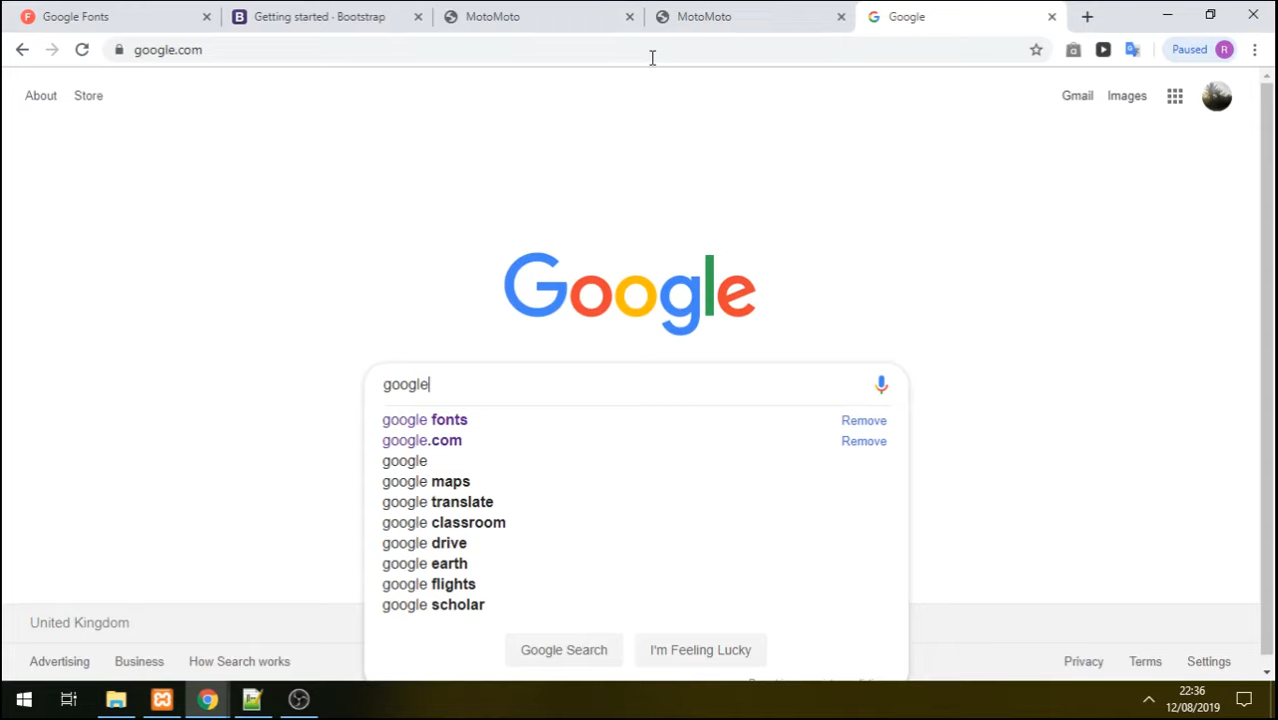 Google Fonts
Getting started - Bootstrap
MotoMoto
MotoMoto
Google
google.com
Paused R
About Store
Gmail Images
Google
google
google fonts Remove
google.com Remove
google
google maps
google translate
google classroom
google drive
google earth
google flights
google scholar
Google Search I'm Feeling Lucky
United Kingdom
Advertising Business How Search works
Privacy Terms Settings
22:36
12/08/2019